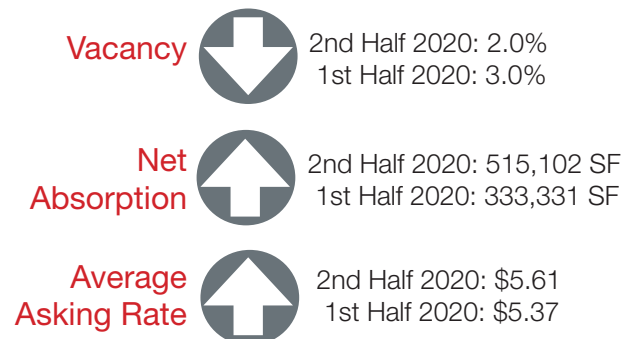 Vacancy
2nd Half 2020: 2.0%
1st Half 2020: 3.0%
Net
Absorption
2nd Half 2020: 515,102 SF
1st Half 2020: 333,331 SF
Average
Asking Rate
2nd Half 2020: $5.61
1st Half 2020: $5.37